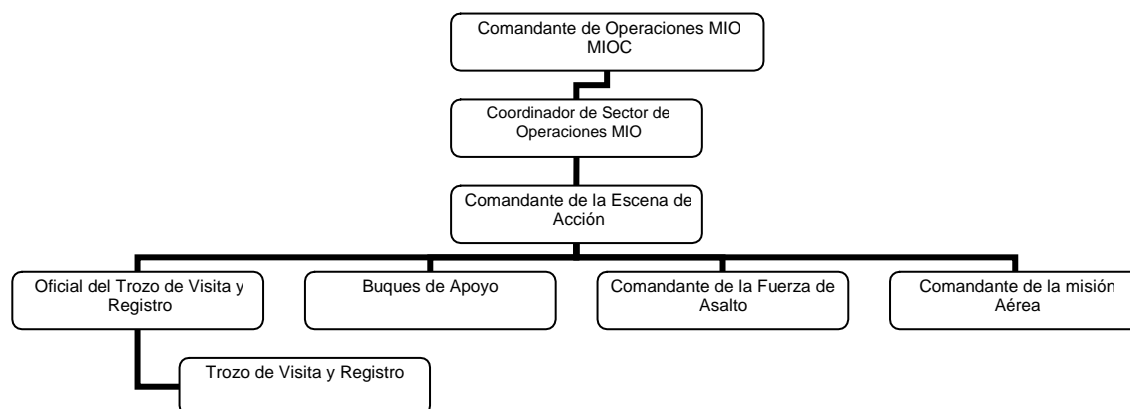 Comandante de Operaciones MIO
MIOC
Coordinador de Sector de
Operaciones MIO
Comandante de la Escena de
Acción
Oficial del Trozo de Visita y
Registro
Buques de Apoyo
Comandante de la Fuerza de
Asalto
Comandante de la misión
Aérea
Trozo de Visita y Registro